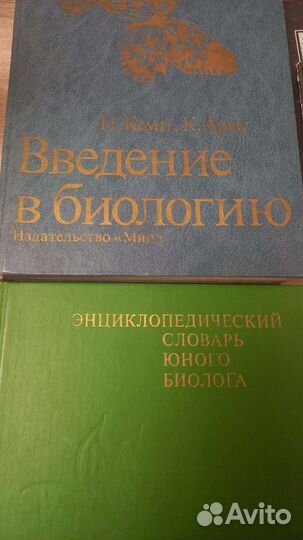 П. Кемп, К. Армс
Введение
в биологию
Издательство «Мир»
ЭНЦИКЛОПЕДИЧЕСКИЙ
СЛОВАРЬ
ЮНОГО
БИОЛОГА
Avito